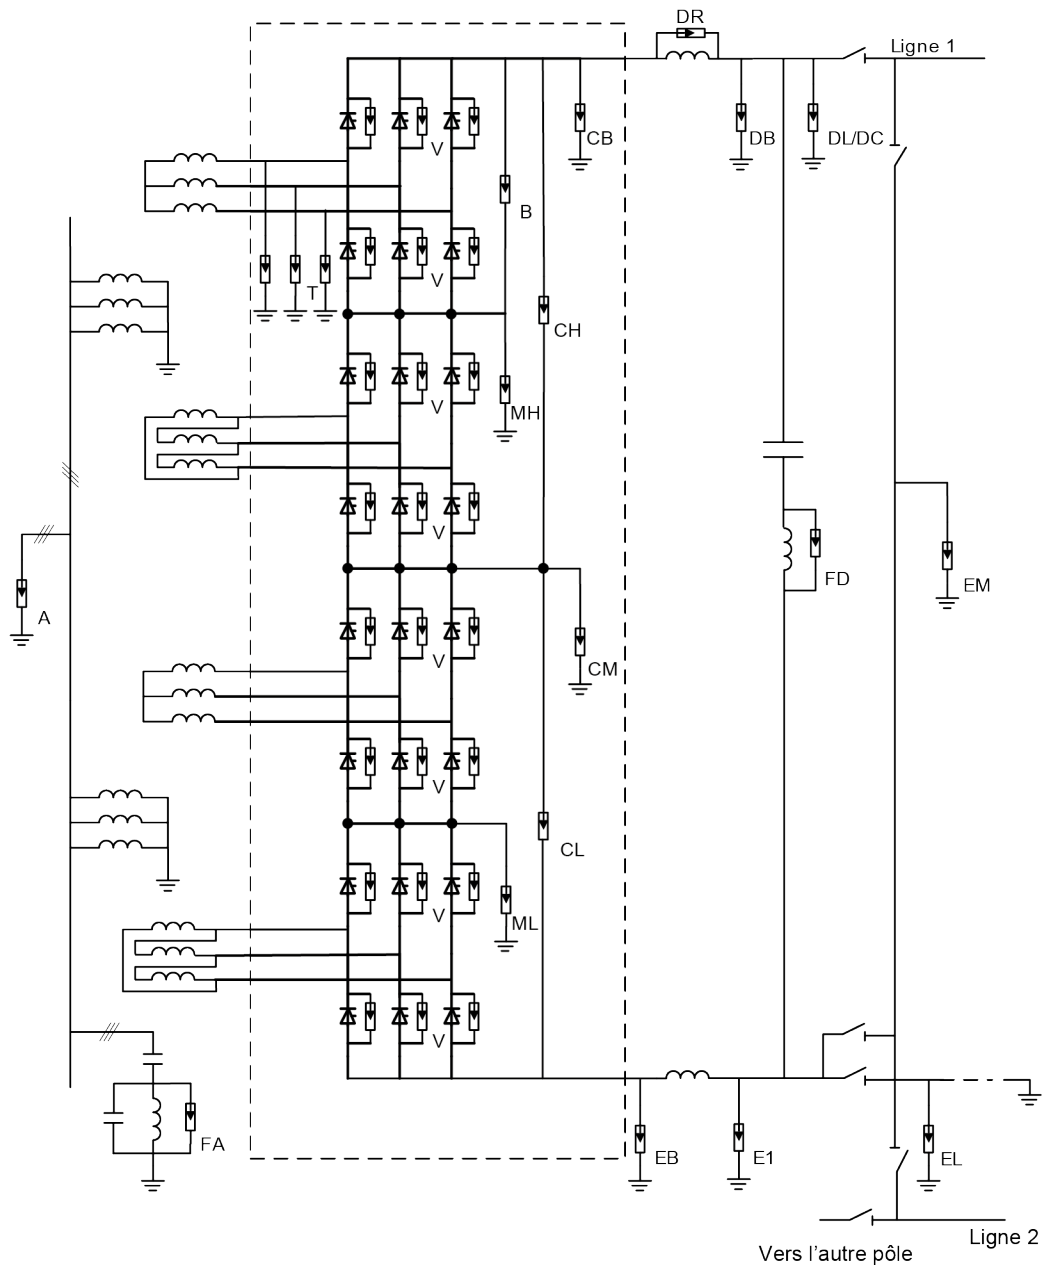 DR
Ligne 1
CB
DB
DL/DC
V
B
V
T
CH
V
MH
V
FD
EM
A
V
CM
V
CL
V
ML
V
FA
EB
E1
EL
Ligne 2
Vers l'autre pôle